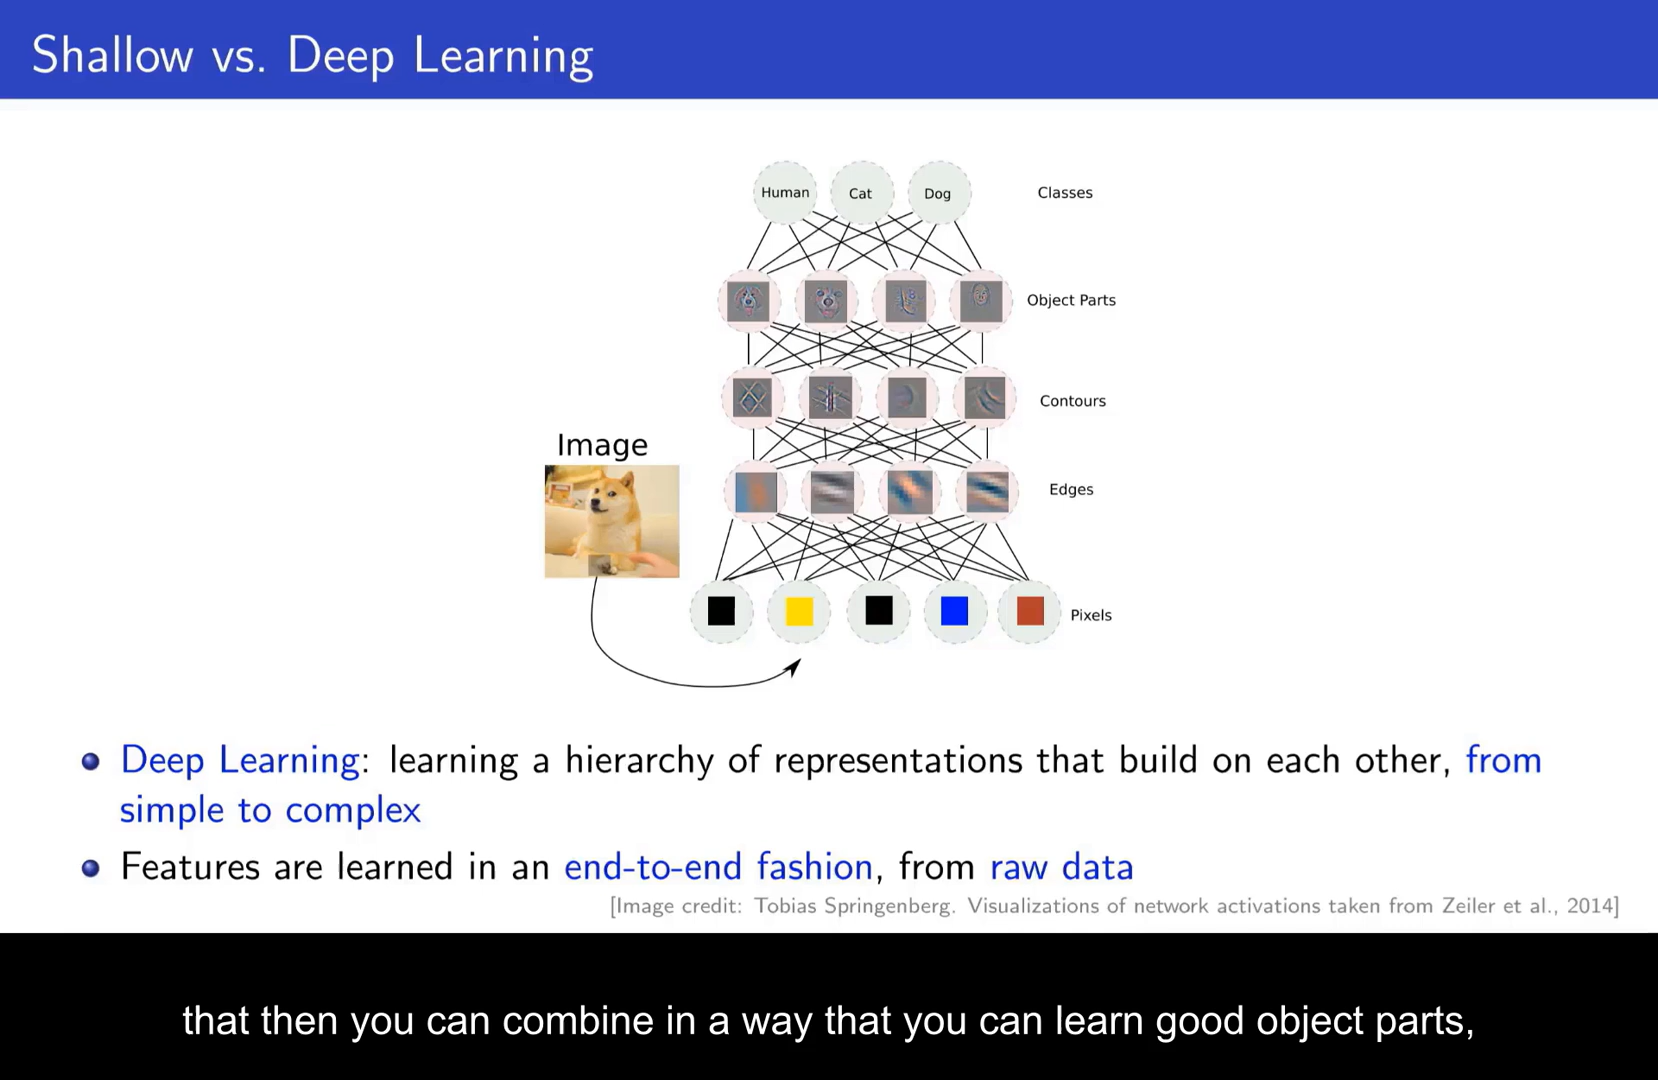 Shallow vs. Deep Learning
Human
Cat
Dog
Classes
Object Parts
Contours
Image
Edges
Pixels
Deep Learning: learning a hierarchy of representations that build on each other, from
simple to complex
Features are learned in an end-to-end fashion, from raw data
[Image credit: Tobias Springenberg. Visualizations of network activations taken from Zeiler et al., 2014]
that then you can combine in a way that you can learn good object parts,